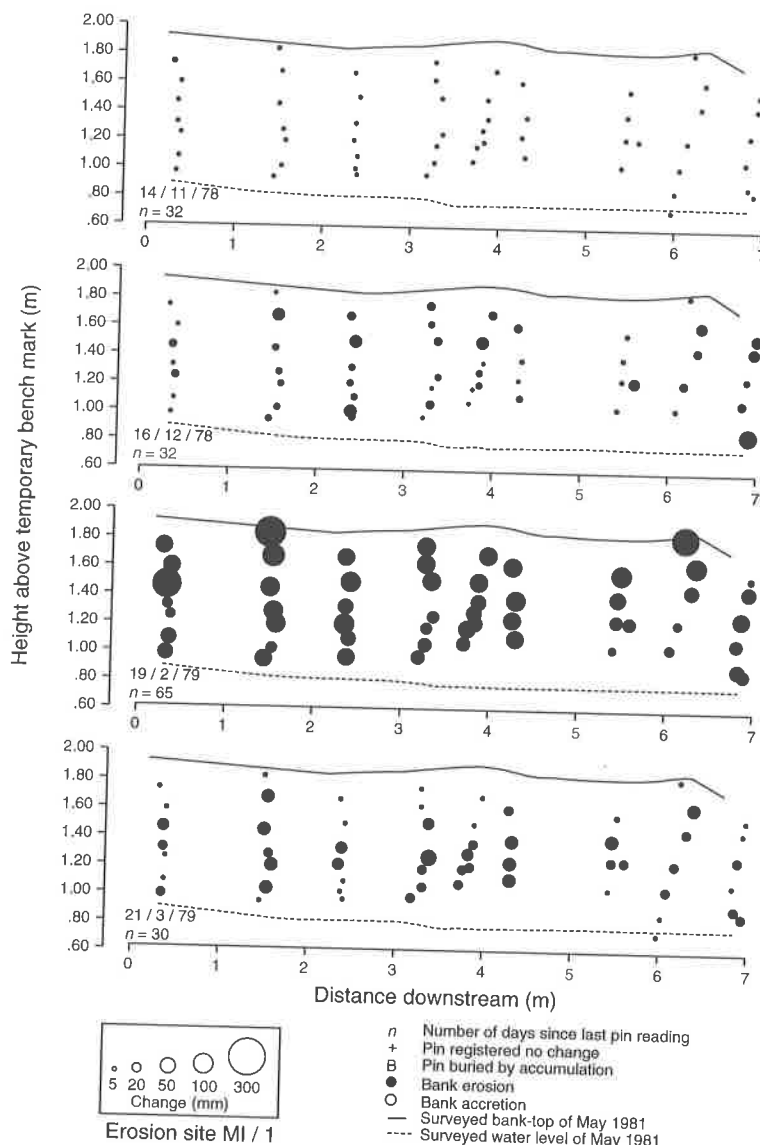 Height above temporary bench mark (m)
2.00
1.80
1.60
1.40
1.20
1.00
.80
.60
14 / 11 / 78
n = 32
0 1 2 3 4 5 6 7
2.00
1.80
1.60
1.40
1.20
1.00
.80
.60
16 / 12 / 78
n = 32
0 1 2 3 4 5 6 7
2.00
1.80
1.60
1.40
1.20
1.00
.80
.60
19 / 2 / 79
n = 65
0 1 2 3 4 5 6 7
2.00
1.80
1.60
1.40
1.20
1.00
.80
.60
21 / 3 / 79
n = 30
0 1 2 3 4 5 6 7
Distance downstream (m)
5 20 50 100 300
Change (mm)
Erosion site MI / 1
n Number of days since last pin reading
+ Pin registered no change
B Pin buried by accumulation
Bank erosion
Bank accretion
Surveyed bank-top of May 1981
Surveyed water level of May 1981